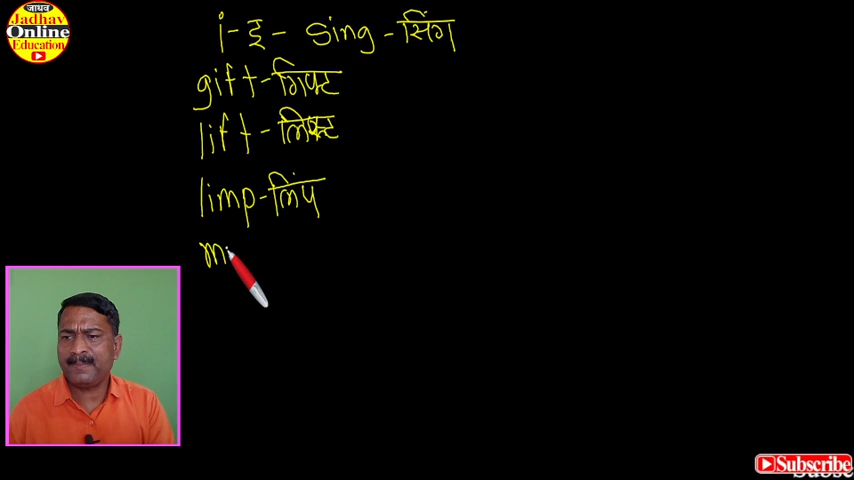 जाधव
Jadhav
Online
Education
i-इ- sing-सिंग
gift-गिफ्ट
lift-लिफ्ट
limp-लिंप
m
Subscribe